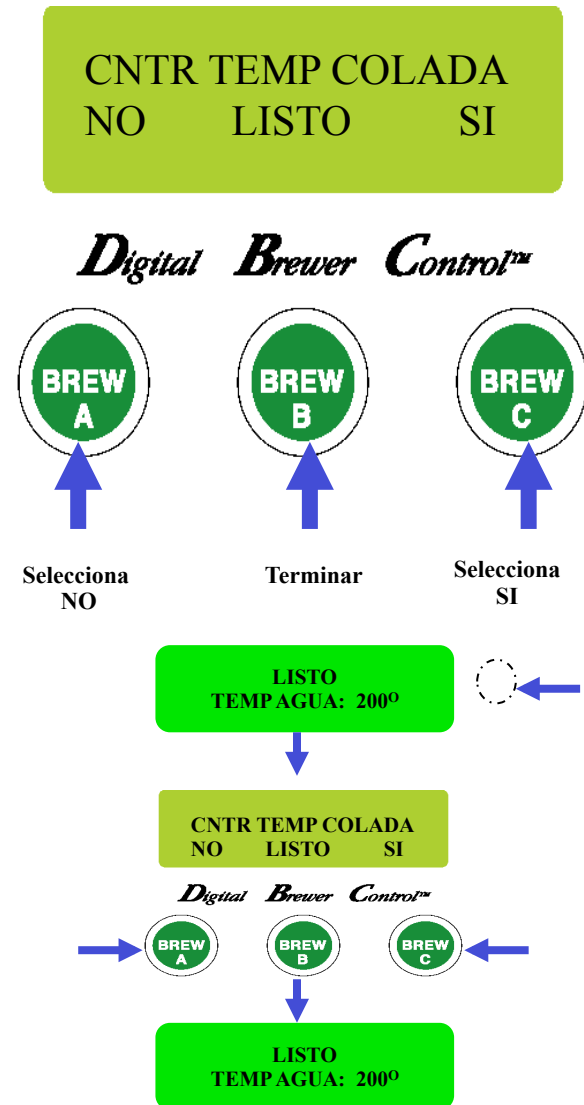 CNTR TEMP COLADA
NO LISTO SI
Digital Brewer Control™
BREW A
BREW B
BREW C
Selecciona NO
Terminar
Selecciona SI
LISTO
TEMP AGUA: 200º
CNTR TEMP COLADA
NO LISTO SI
Digital Brewer Control™
BREW A
BREW B
BREW C
LISTO
TEMP AGUA: 200º